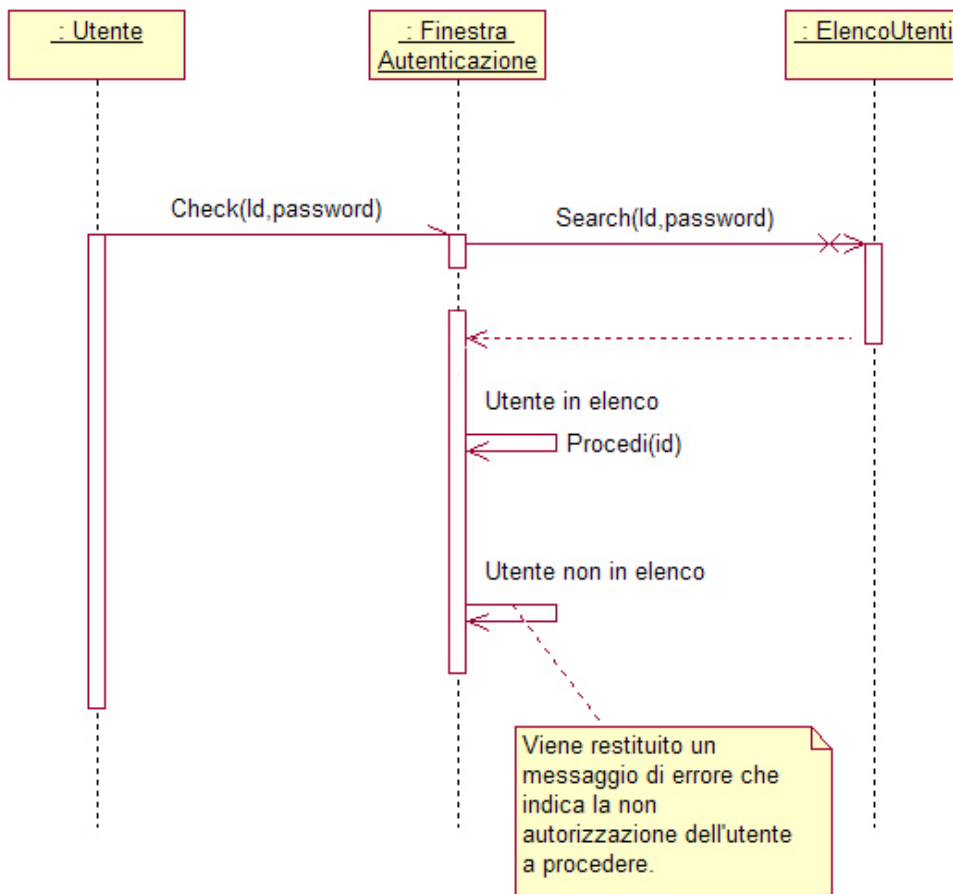 : Utente
: Finestra
Autenticazione
: ElencoUtenti
Check(Id,password)
Search(Id,password)
Utente in elenco
Procedi(id)
Utente non in elenco
Viene restituito un
messaggio di errore che
indica la non
autorizzazione dell'utente
a procedere.